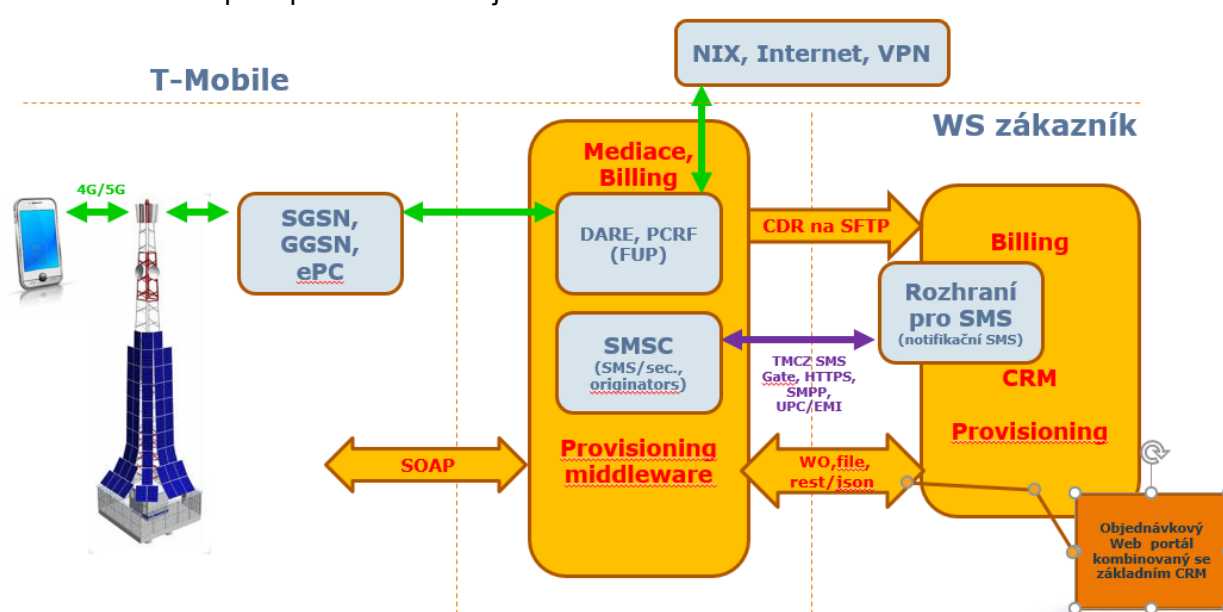 NIX, Internet, VPN
T-Mobile
WS zákazník
Mediace,
Billing
4G/5G
SGSN,
GGSN,
ePC
DARE, PCRF
(FUP)
CDR na SFTP
Billing
Rozhraní
pro SMS
(notifikační SMS)
SMSC
(SMS/sec.,
originators)
TMCZ SMS
Gate, HTTPS,
SMPP,
UPC/EMI
CRM
Provisioning
Provisioning
middleware
SOAP
WO,file,
rest/json
Objednávkový
Web portál
kombinovaný se
základním CRM